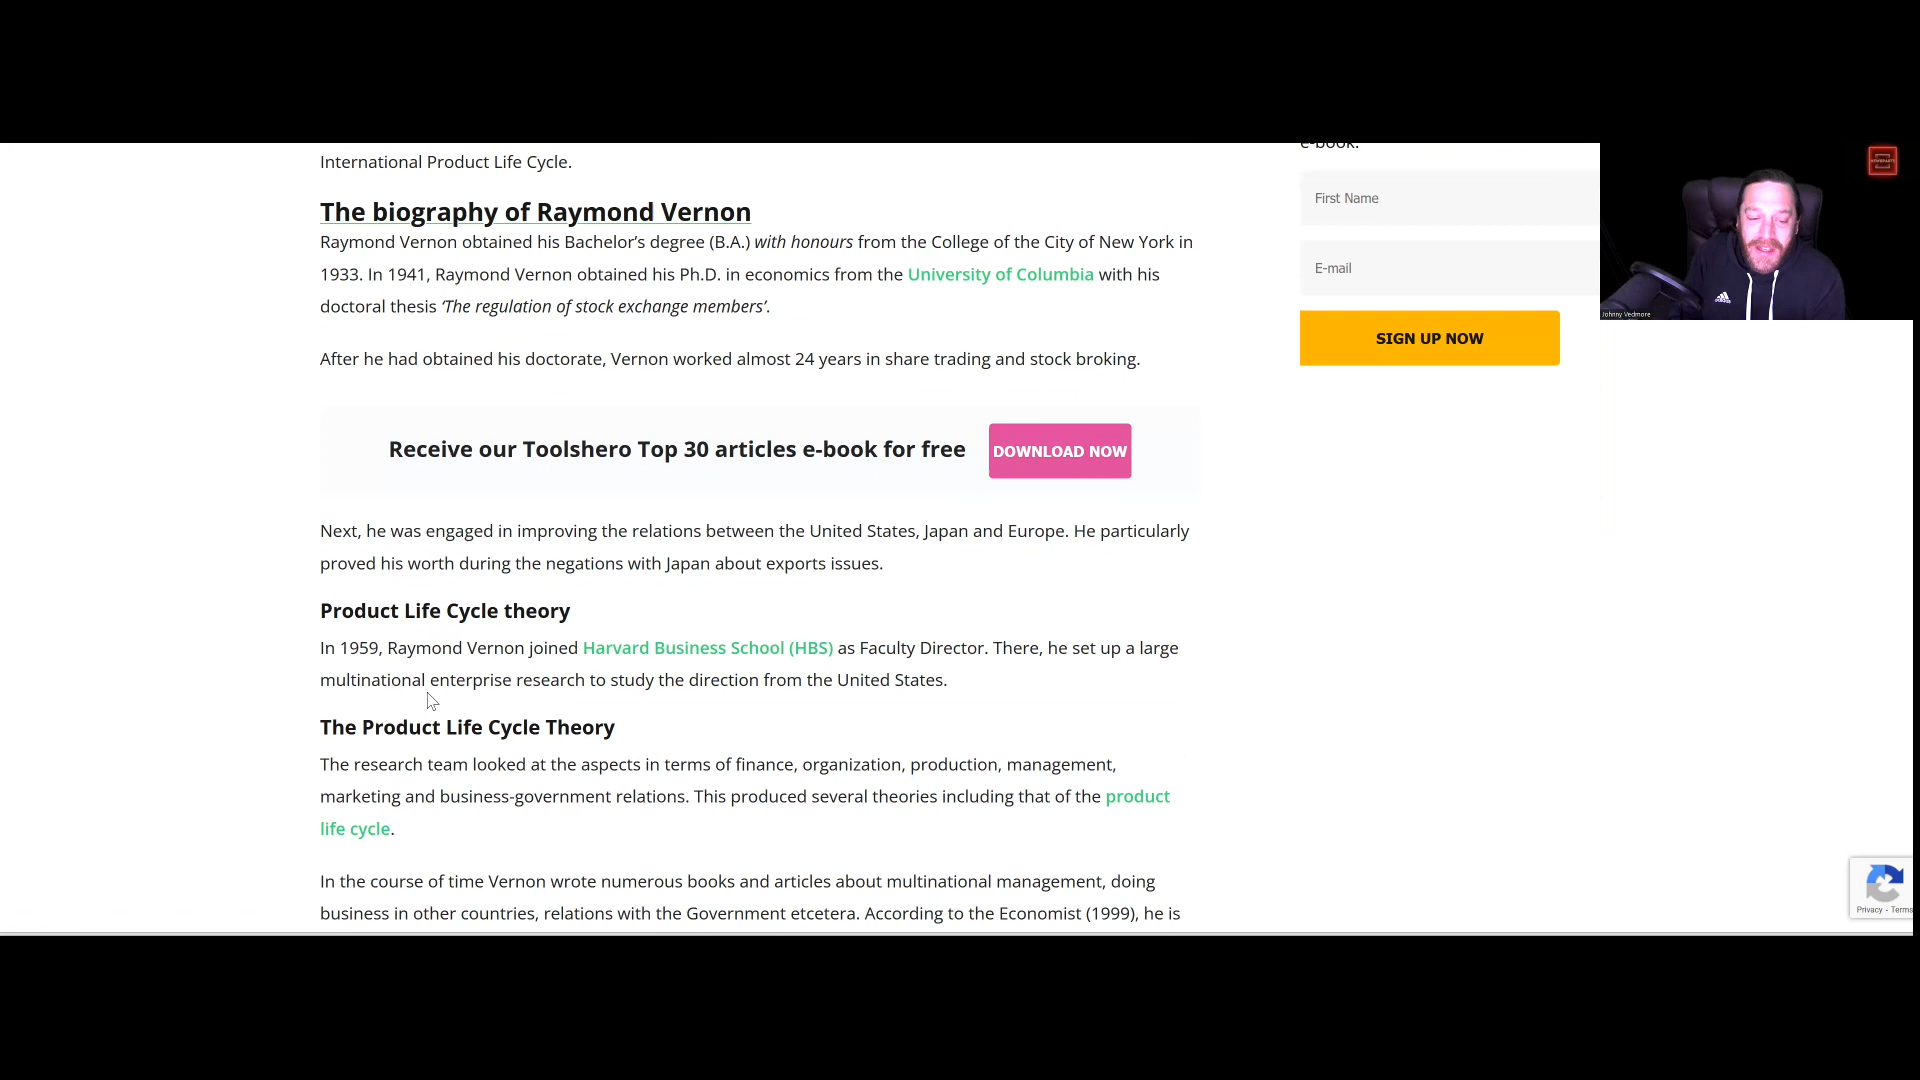 International Product Life Cycle.
The biography of Raymond Vernon
Raymond Vernon obtained his Bachelor’s degree (B.A.) with honours from the College of the City of New York in
1933. In 1941, Raymond Vernon obtained his Ph.D. in economics from the University of Columbia with his
doctoral thesis ‘The regulation of stock exchange members’.
After he had obtained his doctorate, Vernon worked almost 24 years in share trading and stock broking.
Receive our Toolshero Top 30 articles e-book for free
DOWNLOAD NOW
Next, he was engaged in improving the relations between the United States, Japan and Europe. He particularly
proved his worth during the negations with Japan about exports issues.
Product Life Cycle theory
In 1959, Raymond Vernon joined Harvard Business School (HBS) as Faculty Director. There, he set up a large
multinational enterprise research to study the direction from the United States.
The Product Life Cycle Theory
The research team looked at the aspects in terms of finance, organization, production, management,
marketing and business-government relations. This produced several theories including that of the product
life cycle.
In the course of time Vernon wrote numerous books and articles about multinational management, doing
business in other countries, relations with the Government etcetera. According to the Economist (1999), he is
e-book.
First Name
E-mail
SIGN UP NOW
Johnny Vedmore
Privacy - Terms